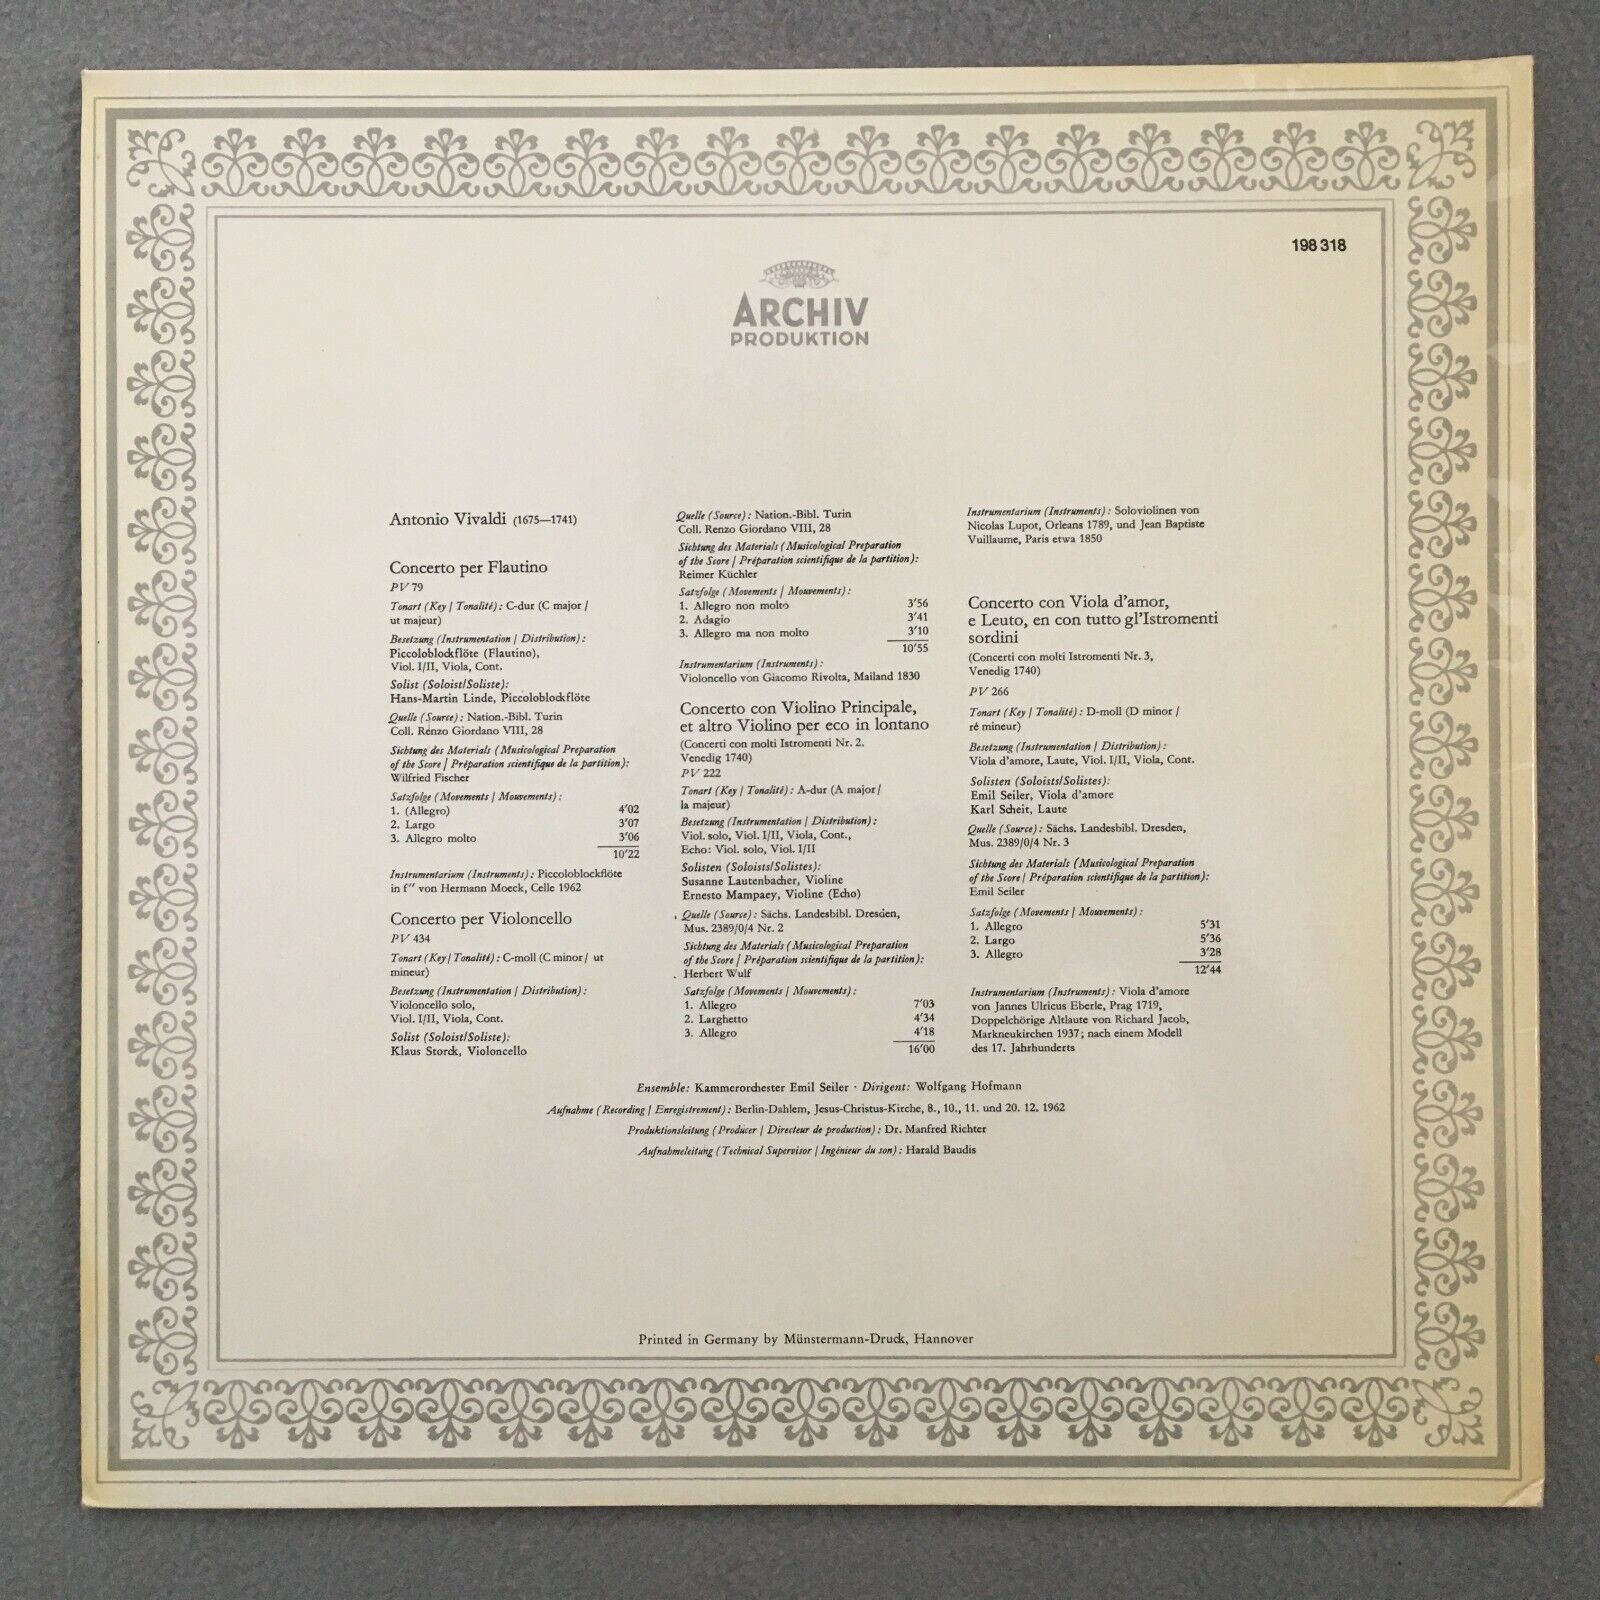 198 318
ARCHIV
PRODUKTION
Antonio Vivaldi (1675—1741)
Concerto per Flautino
PV 79
Tonart (Key | Tonalité) : C-dur (C major /
ut majeur)
Besetzung (Instrumentation | Distribution) :
Piccoloblockflöte (Flautino),
Viol. I/II, Viola, Cont.
Solist (Soloist/Soliste):
Hans-Martin Linde, Piccoloblockflöte
Quelle (Source) : Nation.-Bibl. Turin
Coll. Renzo Giordano VIII, 28
Sichtung des Materials (Musicological Preparation
of the Score | Préparation scientifique de la partition):
Wilfried Fischer
Satzfolge (Movements | Mouvements) :
1. (Allegro) 4’02
2. Largo 3’07
3. Allegro molto 3’06
10’22
Instrumentarium (Instruments) : Piccoloblockflöte
in f″ von Hermann Moeck, Celle 1962
Concerto per Violoncello
PV 434
Tonart (Key | Tonalité) : C-moll (C minor / ut
mineur)
Besetzung (Instrumentation | Distribution) :
Violoncello solo,
Viol. I/II, Viola, Cont.
Solist (Soloist/Soliste):
Klaus Storck, Violoncello
Quelle (Source) : Nation.-Bibl. Turin
Coll. Renzo Giordano VIII, 28
Sichtung des Materials (Musicological Preparation
of the Score | Préparation scientifique de la partition):
Reimer Küchler
Satzfolge (Movements | Mouvements) :
1. Allegro non molto 3’56
2. Adagio 3’41
3. Allegro ma non molto 3’10
10’55
Instrumentarium (Instruments) :
Violoncello von Giacomo Rivolta, Mailand 1830
Concerto con Violino Principale,
et altro Violino per eco in lontano
(Concerti con molti Istromenti Nr. 2.
Venedig 1740)
PV 222
Tonart (Key | Tonalité) : A-dur (A major /
la majeur)
Besetzung (Instrumentation | Distribution) :
Viol. solo, Viol. I/II, Viola, Cont.,
Echo: Viol. solo, Viol. I/II
Solisten (Soloists/Solistes):
Susanne Lautenbacher, Violine
Ernesto Mampaey, Violine (Echo)
Quelle (Source) : Sächs. Landesbibl. Dresden,
Mus. 2389/0/4 Nr. 2
Sichtung des Materials (Musicological Preparation
of the Score | Préparation scientifique de la partition):
Herbert Wulf
Satzfolge (Movements | Mouvements) :
1. Allegro 7’03
2. Larghetto 4’34
3. Allegro 4’18
16’00
Instrumentarium (Instruments) : Soloviolinen von
Nicolas Lupot, Orleans 1789, und Jean Baptiste
Vuillaume, Paris etwa 1850
Concerto con Viola d’amor,
e Leuto, en con tutto gl’Istromenti
sordini
(Concerti con molti Istromenti Nr. 3,
Venedig 1740)
PV 266
Tonart (Key | Tonalité) : D-moll (D minor /
ré mineur)
Besetzung (Instrumentation | Distribution) :
Viola d’amore, Laute, Viol. I/II, Viola, Cont.
Solisten (Soloists/Solistes):
Emil Seiler, Viola d’amore
Karl Scheit, Laute
Quelle (Source) : Sächs. Landesbibl. Dresden,
Mus. 2389/0/4 Nr. 3
Sichtung des Materials (Musicological Preparation
of the Score | Préparation scientifique de la partition):
Emil Seiler
Satzfolge (Movements | Mouvements) :
1. Allegro 5’31
2. Largo 5’36
3. Allegro 3’28
12’44
Instrumentarium (Instruments) : Viola d’amore
von Jannes Ulricus Eberle, Prag 1719,
Doppelchörige Altlaute von Richard Jacob,
Markneukirchen 1937; nach einem Modell
des 17. Jahrhunderts
Ensemble: Kammerorchester Emil Seiler · Dirigent: Wolfgang Hofmann
Aufnahme (Recording | Enregistrement) : Berlin-Dahlem, Jesus-Christus-Kirche, 8., 10., 11. und 20. 12. 1962
Produktionsleitung (Producer | Directeur de production) : Dr. Manfred Richter
Aufnahmeleitung (Technical Supervisor | Ingénieur du son) : Harald Baudis
Printed in Germany by Münstermann-Druck, Hannover